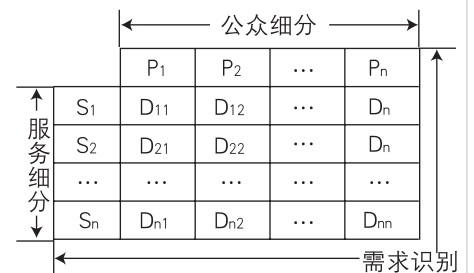 公众细分
P1 P2 … Pn
服务细分
S1 D11 D12 … Dn
S2 D21 D22 … Dn
… … … … …
Sn Dn1 Dn2 … Dnn
需求识别